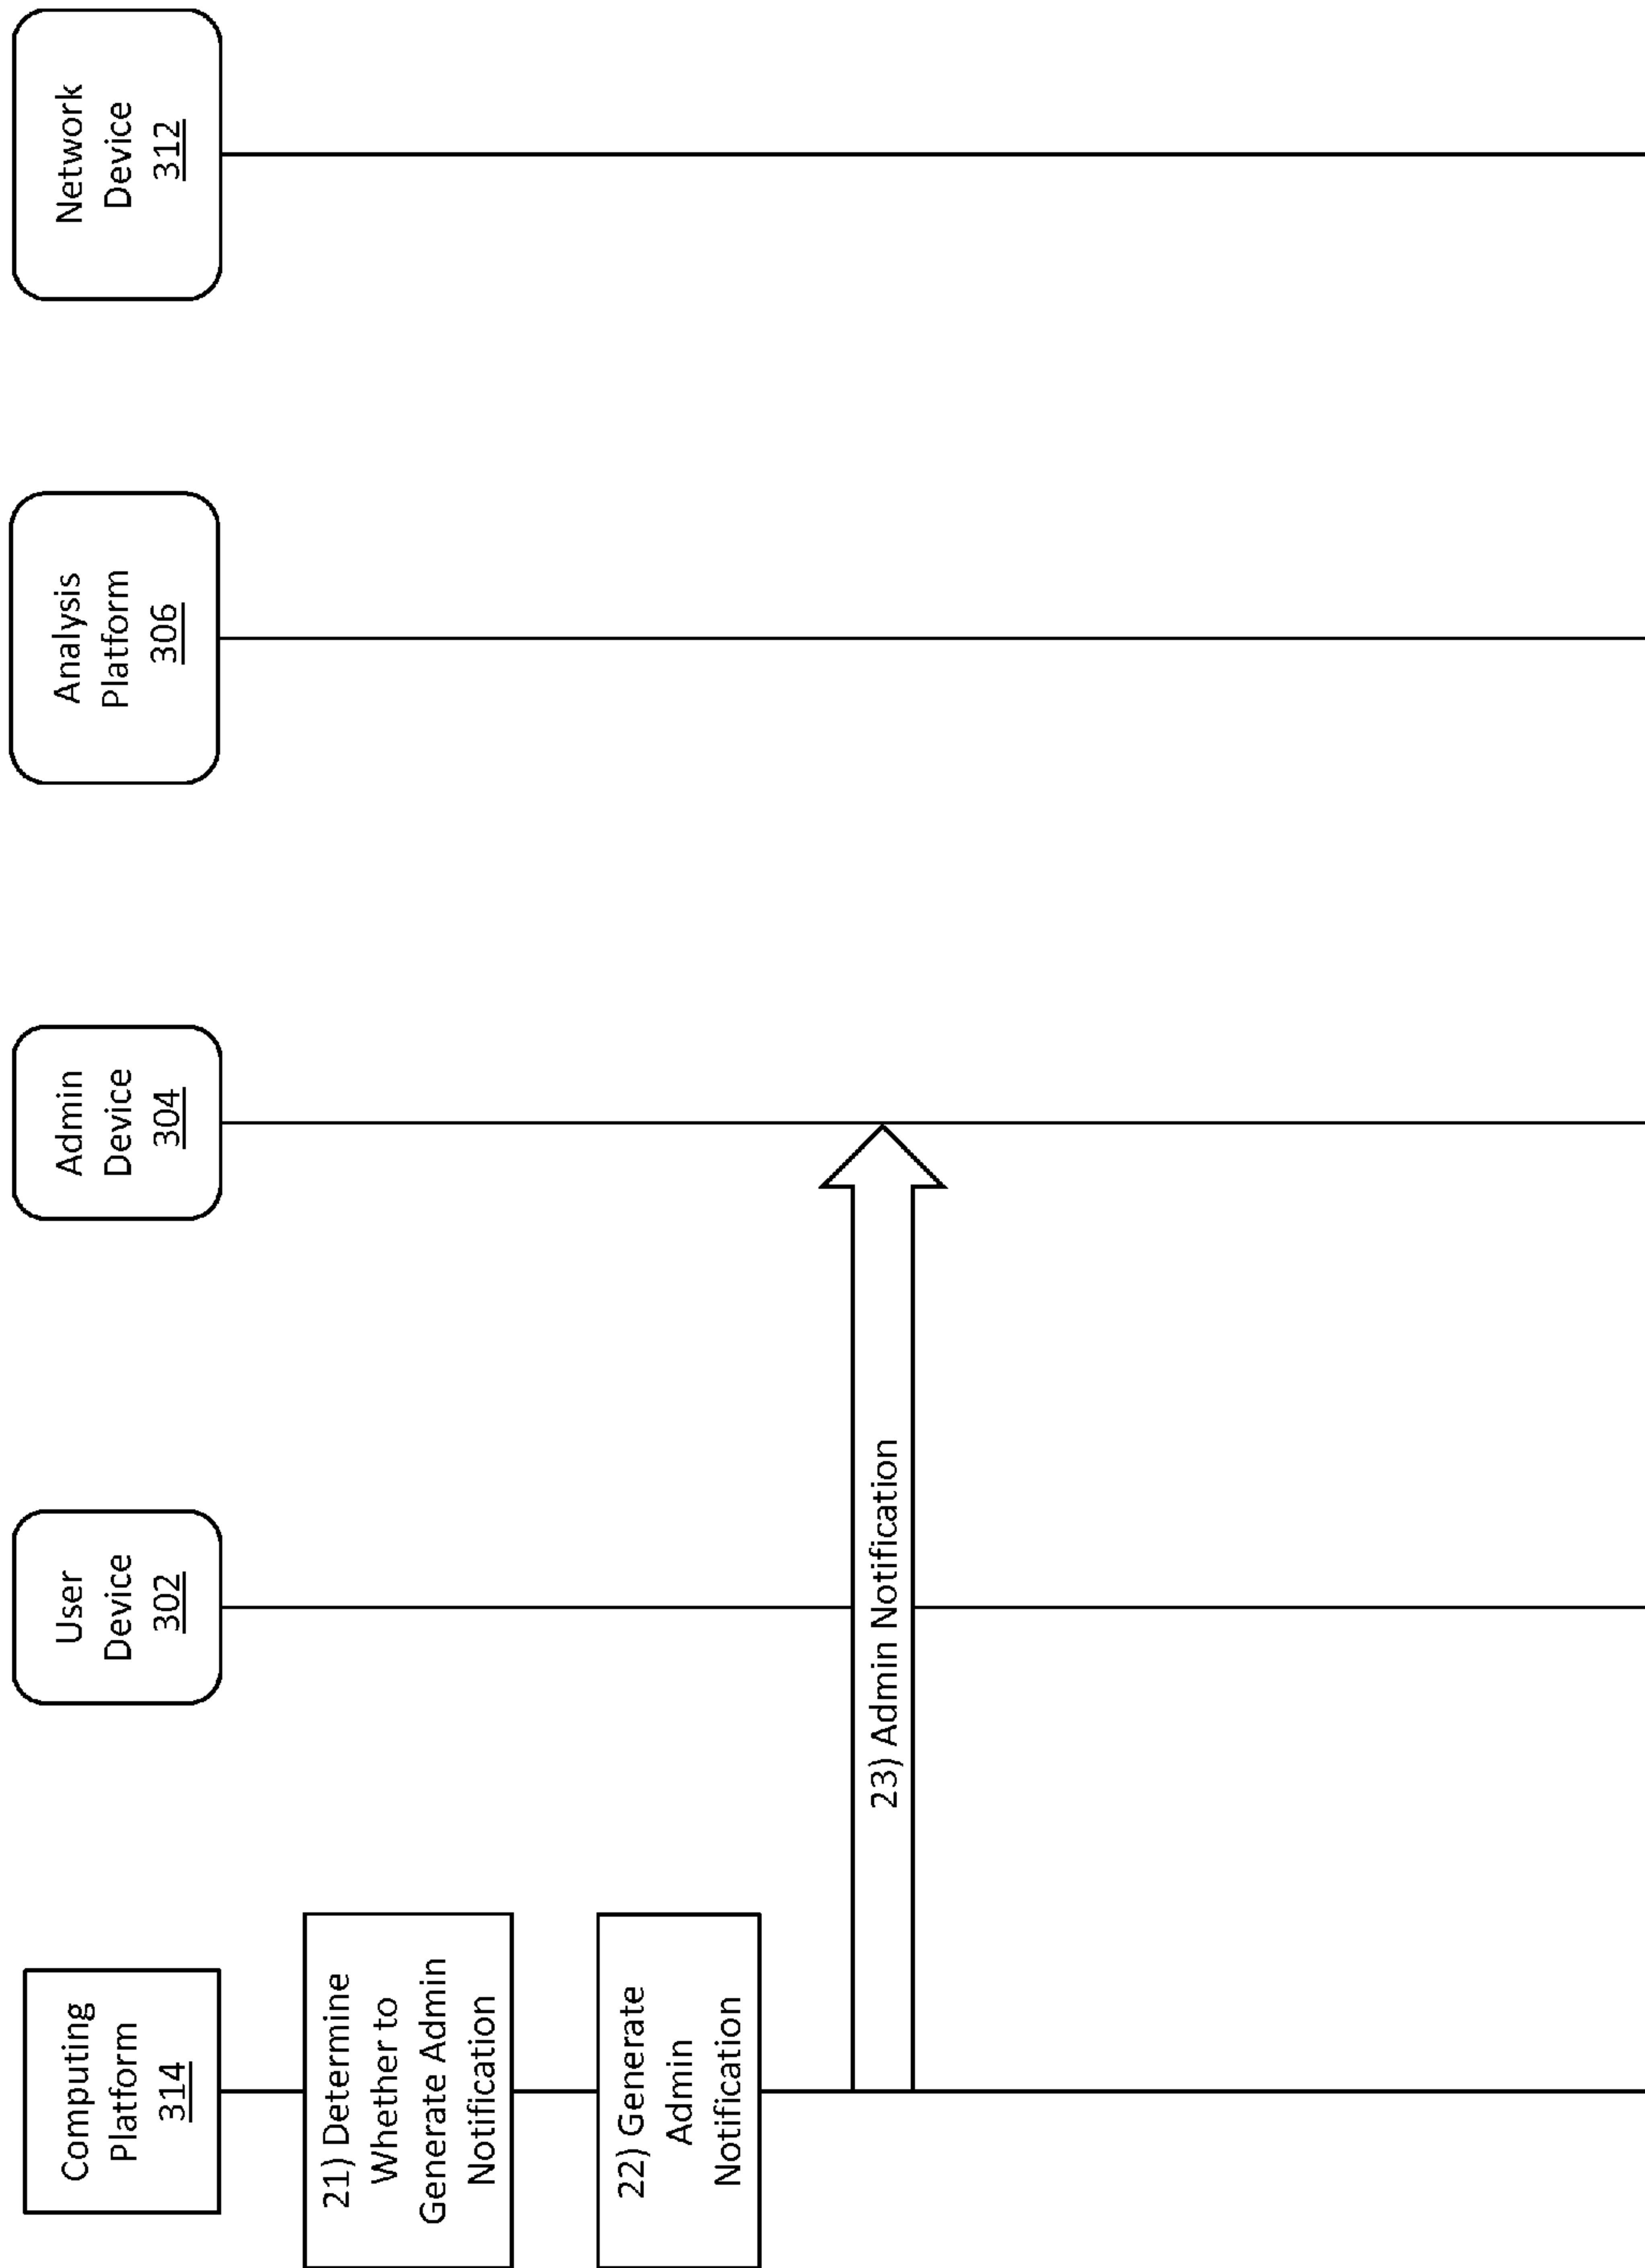 Computing
Platform
314
User
Device
302
Admin
Device
304
Analysis
Platform
306
Network
Device
312
21) Determine
Whether to
Generate Admin
Notification
22) Generate
Admin
Notification
23) Admin Notification